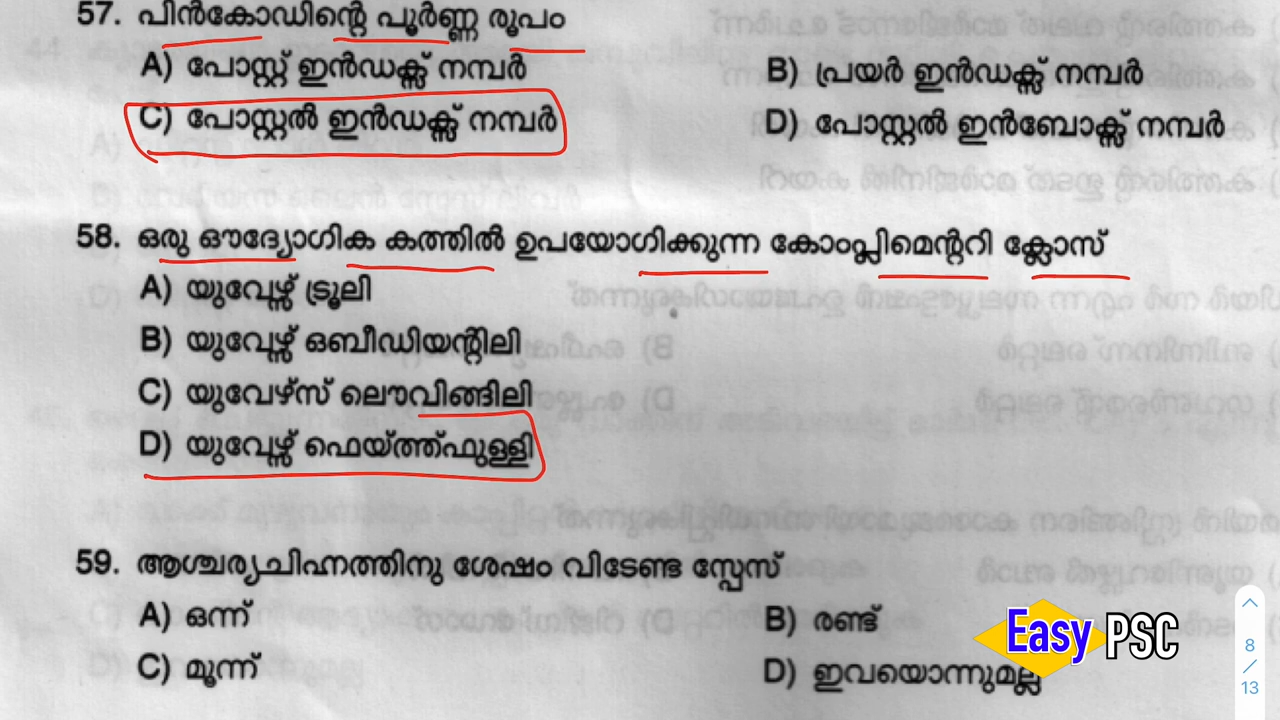 57. പിൻകോഡിന്റെ പൂർണ്ണ രൂപം
A) പോസ്റ്റ് ഇൻഡക്സ് നമ്പർ B) പ്രയർ ഇൻഡക്സ് നമ്പർ
C) പോസ്റ്റൽ ഇൻഡക്സ് നമ്പർ D) പോസ്റ്റൽ ഇൻബോക്സ് നമ്പർ
58. ഒരു ഔദ്യോഗിക കത്തിൽ ഉപയോഗിക്കുന്ന കോംപ്ലിമെന്ററി ക്ലോസ്
A) യുവേഴ്സ് ട്രൂലി
B) യുവേഴ്സ് ഒബീഡിയന്റ്ലി
C) യുവേഴ്സ് ലൌവിങ്ങിലി
D) യുവേഴ്സ് ഫെയ്ത്ത്ഫുള്ളി
59. ആശ്ചര്യചിഹ്നത്തിനു ശേഷം വിടേണ്ട സ്പേസ്
A) ഒന്ന് B) രണ്ട്
C) മൂന്ന് D) ഇവയൊന്നുമല്ല
Easy PSC
8
/
13